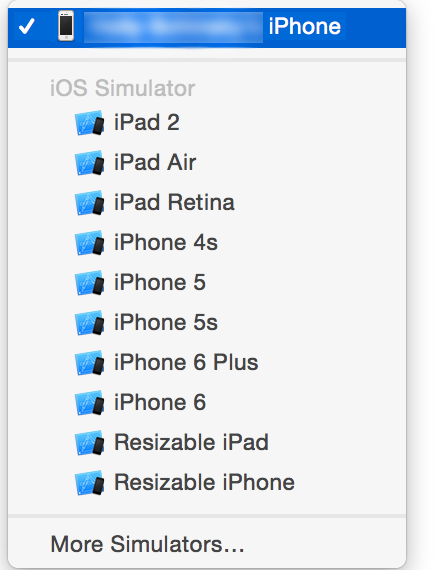 iPhone
iOS Simulator
iPad 2
iPad Air
iPad Retina
iPhone 4s
iPhone 5
iPhone 5s
iPhone 6 Plus
iPhone 6
Resizable iPad
Resizable iPhone
More Simulators…